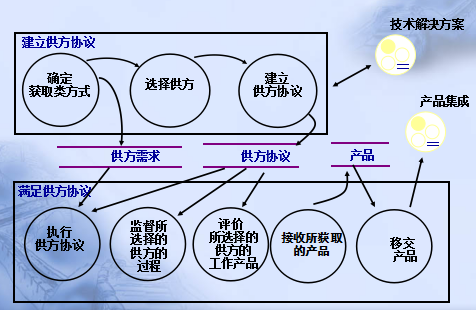 技术解决方案
建立供方协议
确定
获取类方式
选择供方
建立
供方协议
产品集成
供方需求
供方协议
产品
满足供方协议
执行
供方协议
监督所
选择的
供方的
过程
评价
所选择的
供方的
工作产品
接收所获取
的产品
移交
产品